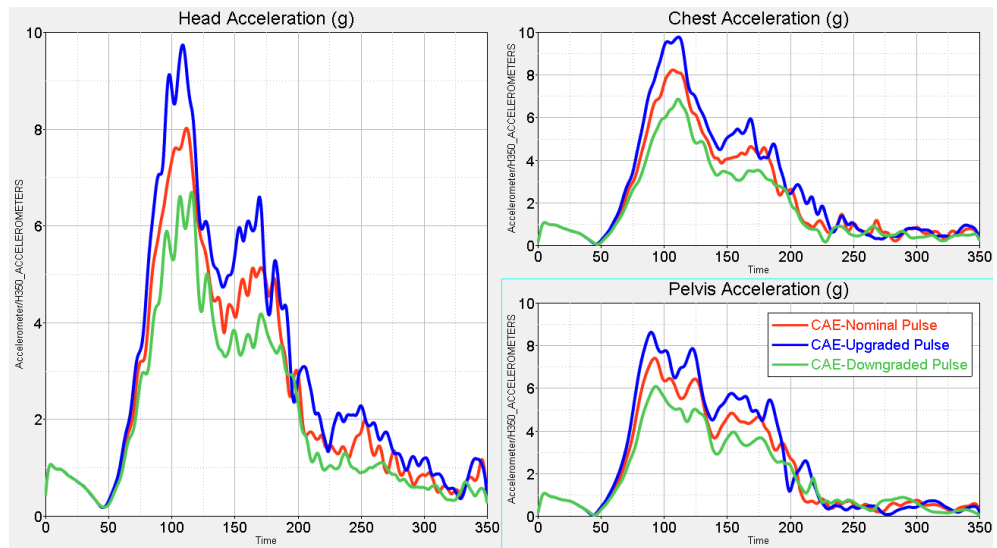 Head Acceleration (g)
10
8
6
4
2
0
Accelerometer/H350_ACCELEROMETERS
0 50 100 150 200 250 300 350
Time
Chest Acceleration (g)
10
8
6
4
2
0
Accelerometer/H350_ACCELEROMETERS
0 50 100 150 200 250 300 350
Time
Pelvis Acceleration (g)
10
8
6
4
2
0
Accelerometer/H350_ACCELEROMETERS
CAE-Nominal Pulse
CAE-Upgraded Pulse
CAE-Downgraded Pulse
0 50 100 150 200 250 300 350
Time